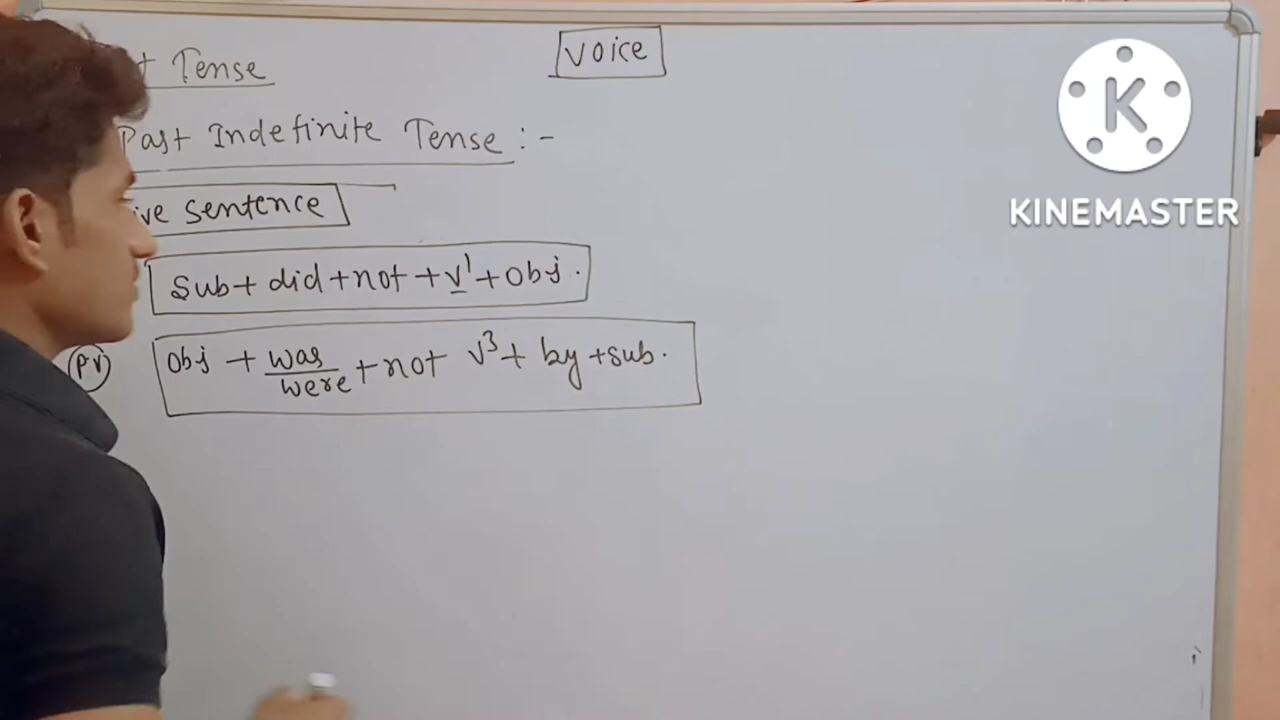 voice
t Tense
Past Indefinite Tense :-
ive sentence
Sub + did + not + v¹ + obj.
PV
obj + was/were + not v³ + by + sub.
K
KINEMASTER